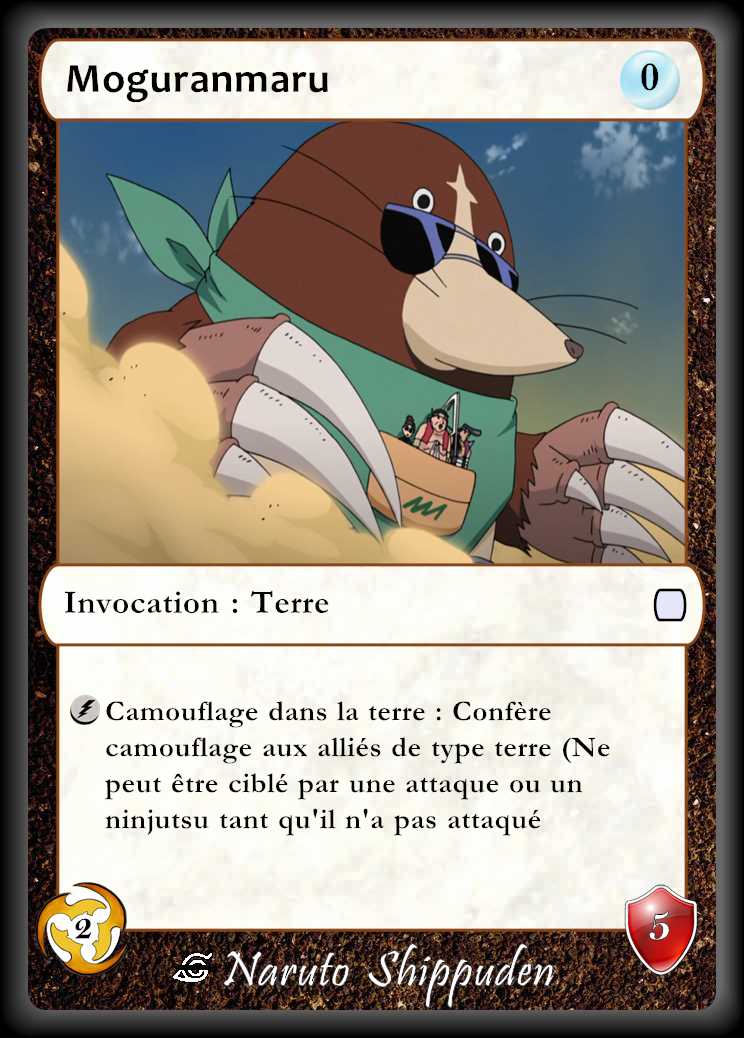 Moguranmaru
0
Invocation : Terre
Camouflage dans la terre : Confère
camouflage aux alliés de type terre (Ne
peut être ciblé par une attaque ou un
ninjutsu tant qu'il n'a pas attaqué
2
5
Naruto Shippuden